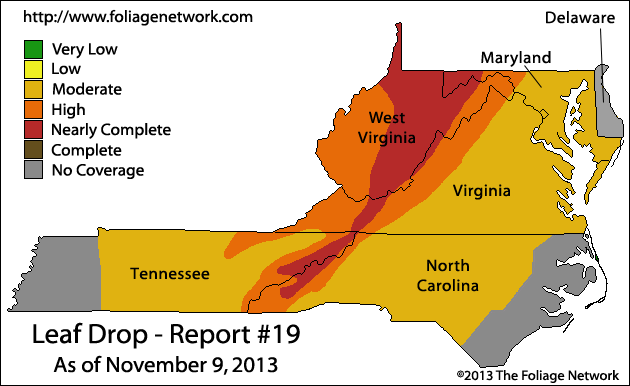 http://www.foliagenetwork.com
Delaware
Very Low
Low
Maryland
Moderate
High
Nearly Complete
West
Virginia
Complete
No Coverage
Virginia
Tennessee
North
Carolina
Leaf Drop - Report #19
As of November 9, 2013
©2013 The Foliage Network